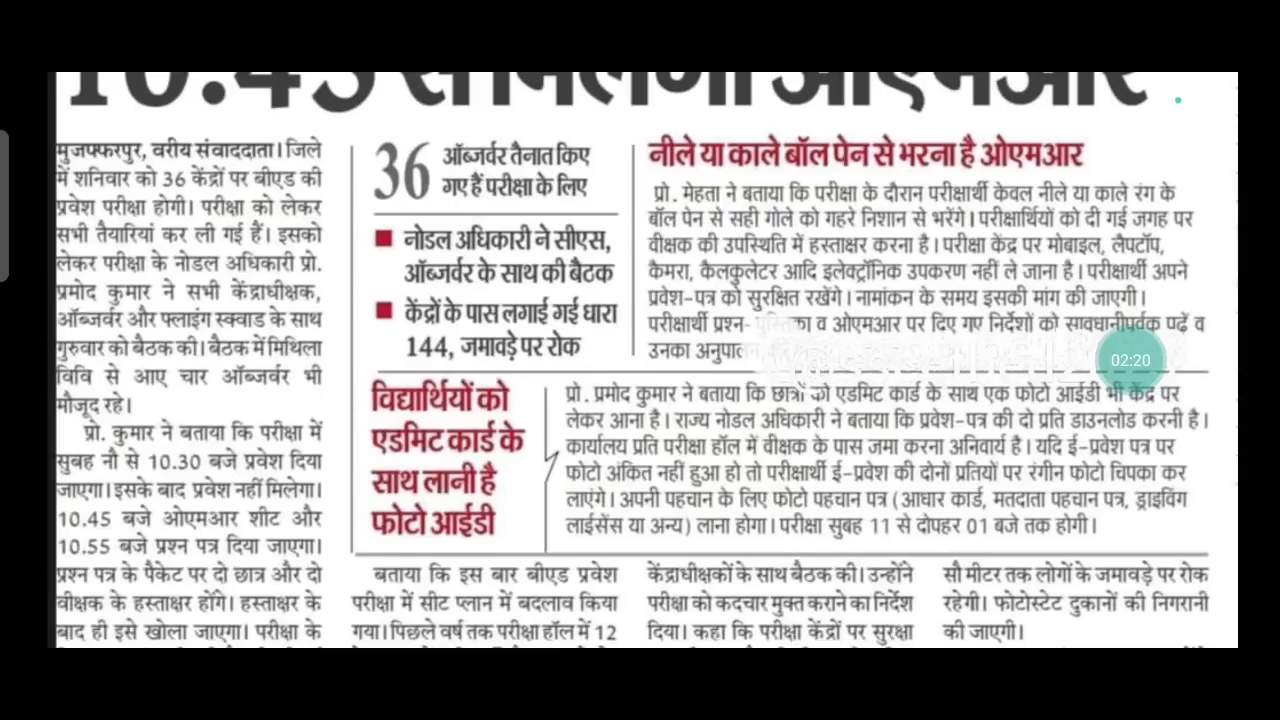 10.45 से मिलेगा ओएमआर
मुजफ्फरपुर, वरीय संवाददाता। जिले
में शनिवार को 36 केंद्रों पर बीएड की
प्रवेश परीक्षा होगी। परीक्षा को लेकर
सभी तैयारियां कर ली गई हैं। इसको
लेकर परीक्षा के नोडल अधिकारी प्रो.
प्रमोद कुमार ने सभी केंद्राधीक्षक,
ऑब्जर्वर और फ्लाइंग स्क्वाड के साथ
गुरुवार को बैठक की। बैठक में मिथिला
विवि से आए चार ऑब्जर्वर भी
मौजूद रहे।
प्रो. कुमार ने बताया कि परीक्षा में
सुबह नौ से 10.30 बजे प्रवेश दिया
जाएगा। इसके बाद प्रवेश नहीं मिलेगा।
10.45 बजे ओएमआर शीट और
10.55 बजे प्रश्न पत्र दिया जाएगा।
प्रश्न पत्र के पैकेट पर दो छात्र और दो
वीक्षक के हस्ताक्षर होंगे। हस्ताक्षर के
बाद ही इसे खोला जाएगा। परीक्षा के
36 ऑब्जर्वर तैनात किए
गए हैं परीक्षा के लिए
नोडल अधिकारी ने सीएस,
ऑब्जर्वर के साथ की बैठक
केंद्रों के पास लगाई गई धारा
144, जमावड़े पर रोक
नीले या काले बॉल पेन से भरना है ओएमआर
प्रो. मेहता ने बताया कि परीक्षा के दौरान परीक्षार्थी केवल नीले या काले रंग के
बॉल पेन से सही गोले को गहरे निशान से भरेंगे। परीक्षार्थियों को दी गई जगह पर
वीक्षक की उपस्थिति में हस्ताक्षर करना है। परीक्षा केंद्र पर मोबाइल, लैपटॉप,
कैमरा, कैलकुलेटर आदि इलेक्ट्रॉनिक उपकरण नहीं ले जाना है। परीक्षार्थी अपने
प्रवेश-पत्र को सुरक्षित रखेंगे। नामांकन के समय इसकी मांग की जाएगी।
परीक्षार्थी प्रश्न- पुस्तिका व ओएमआर पर दिए गए निर्देशों को सावधानीपूर्वक पढ़ें व
उनका अनुपालन
02:20
विद्यार्थियों को
एडमिट कार्ड के
साथ लानी है
फोटो आईडी
प्रो. प्रमोद कुमार ने बताया कि छात्रों को एडमिट कार्ड के साथ एक फोटो आईडी भी केंद्र पर
लेकर आना है। राज्य नोडल अधिकारी ने बताया कि प्रवेश-पत्र की दो प्रति डाउनलोड करनी है।
कार्यालय प्रति परीक्षा हॉल में वीक्षक के पास जमा करना अनिवार्य है। यदि ई-प्रवेश पत्र पर
फोटो अंकित नहीं हुआ हो तो परीक्षार्थी ई-प्रवेश की दोनों प्रतियों पर रंगीन फोटो चिपका कर
लाएंगे। अपनी पहचान के लिए फोटो पहचान पत्र (आधार कार्ड, मतदाता पहचान पत्र, ड्राइविंग
लाईसेंस या अन्य) लाना होगा। परीक्षा सुबह 11 से दोपहर 01 बजे तक होगी।
बताया कि इस बार बीएड प्रवेश
परीक्षा में सीट प्लान में बदलाव किया
गया। पिछले वर्ष तक परीक्षा हॉल में 12
केंद्राधीक्षकों के साथ बैठक की। उन्होंने
परीक्षा को कदचार मुक्त कराने का निर्देश
दिया। कहा कि परीक्षा केंद्रों पर सुरक्षा
सौ मीटर तक लोगों के जमावड़े पर रोक
रहेगी। फोटोस्टेट दुकानों की निगरानी
की जाएगी।